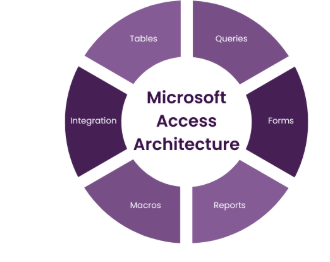 Tables
Queries
Integration
Microsoft
Access
Architecture
Forms
Macros
Reports